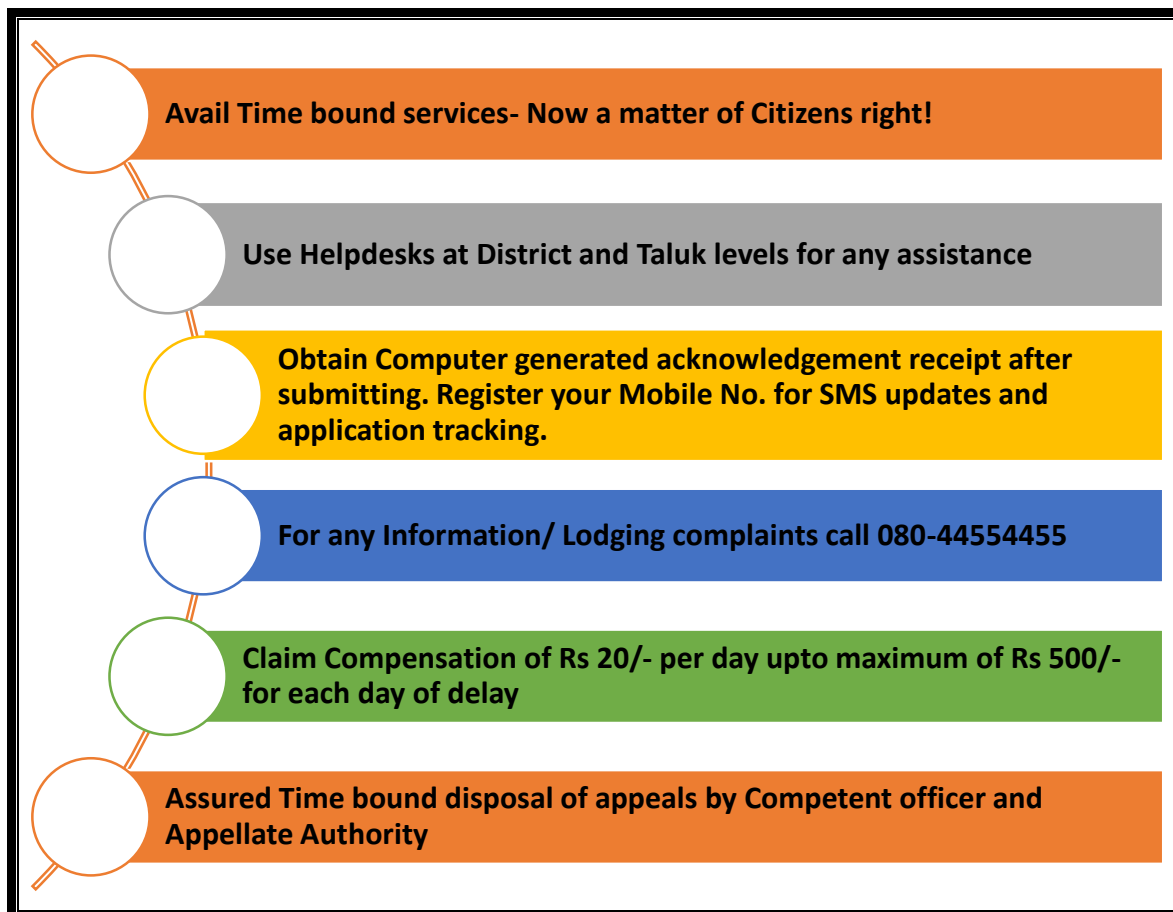 Avail Time bound services- Now a matter of Citizens right!
Use Helpdesks at District and Taluk levels for any assistance
Obtain Computer generated acknowledgement receipt after
submitting. Register your Mobile No. for SMS updates and
application tracking.
For any Information/ Lodging complaints call 080-44554455
Claim Compensation of Rs 20/- per day upto maximum of Rs 500/-
for each day of delay
Assured Time bound disposal of appeals by Competent officer and
Appellate Authority